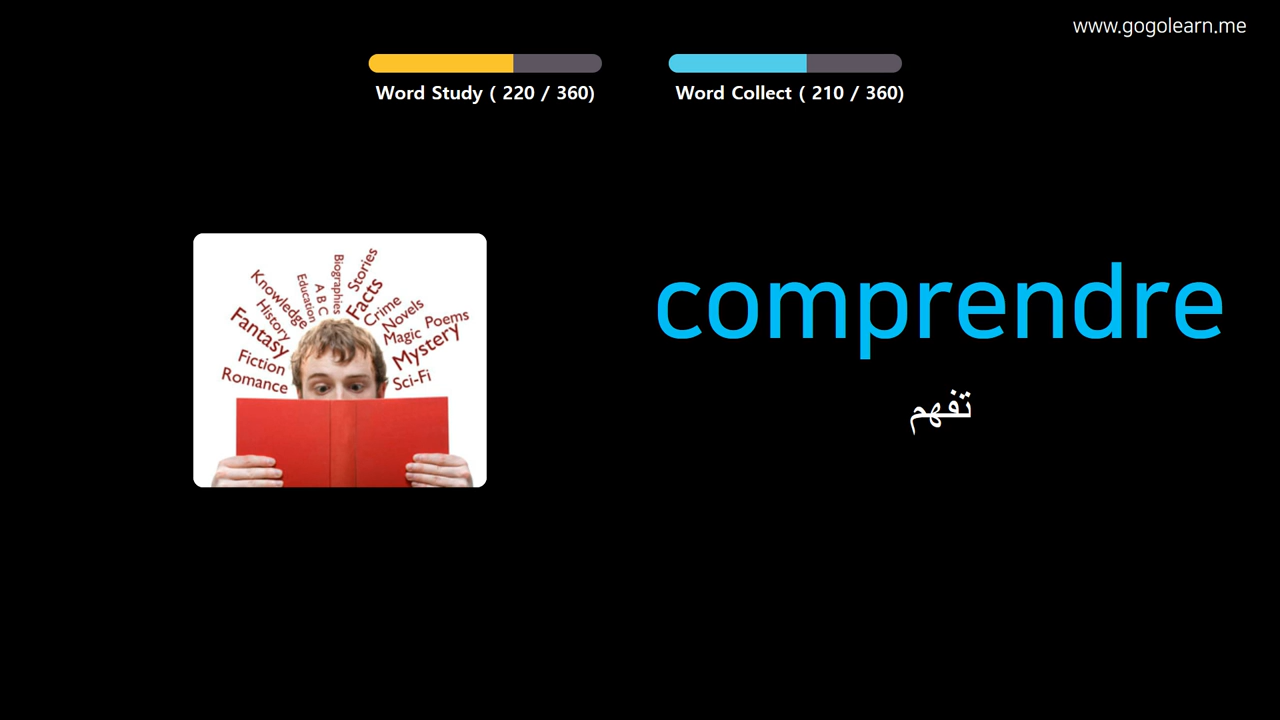 www.gogolearn.me
Word Study ( 220 / 360)
Word Collect ( 210 / 360)
comprendre
تفهم
Knowledge
History
Fantasy
Fiction
Romance
Education
A B C
Biographies
Stories
Facts
Crime
Novels
Magic
Poems
Mystery
Sci-Fi